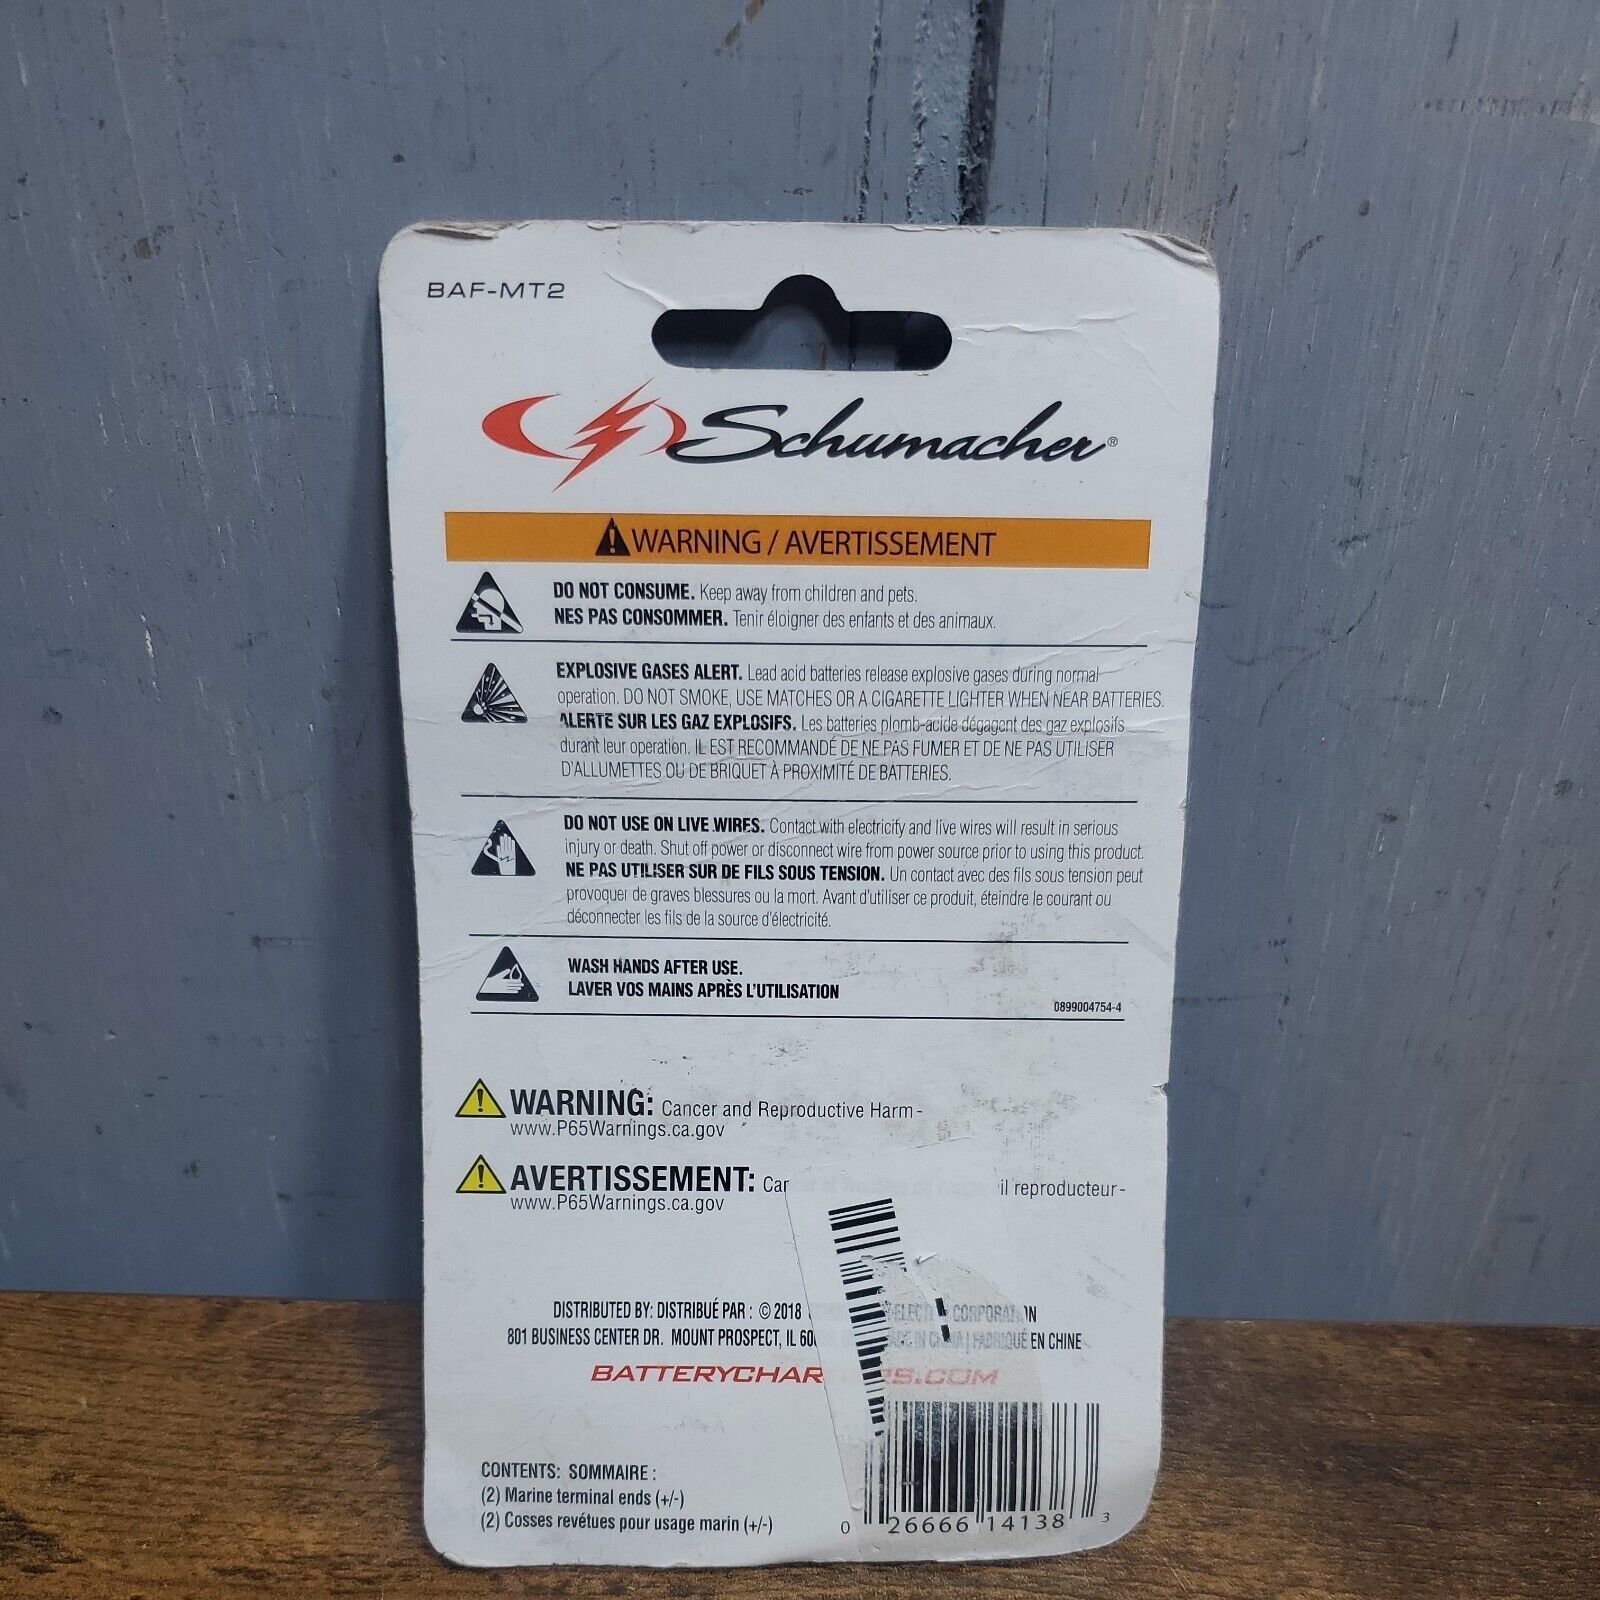 BAF-MT2
Schumacher®
WARNING / AVERTISSEMENT
DO NOT CONSUME. Keep away from children and pets.
NES PAS CONSOMMER. Tenir éloigner des enfants et des animaux.
EXPLOSIVE GASES ALERT. Lead acid batteries release explosive gases during normal
operation. DO NOT SMOKE, USE MATCHES OR A CIGARETTE LIGHTER WHEN NEAR BATTERIES.
ALERTE SUR LES GAZ EXPLOSIFS. Les batteries plomb-acide dégagent des gaz explosifs
durant leur operation. IL EST RECOMMANDÉ DE NE PAS FUMER ET DE NE PAS UTILISER
D'ALLUMETTES OU DE BRIQUET À PROXIMITÉ DE BATTERIES.
DO NOT USE ON LIVE WIRES. Contact with electricity and live wires will result in serious
injury or death. Shut off power or disconnect wire from power source prior to using this product.
NE PAS UTILISER SUR DE FILS SOUS TENSION. Un contact avec des fils sous tension peut
provoquer de graves blessures ou la mort. Avant d'utiliser ce produit, éteindre le courant ou
déconnecter les fils de la source d'électricité.
WASH HANDS AFTER USE.
LAVER VOS MAINS APRÈS L'UTILISATION
0899004754-4
WARNING: Cancer and Reproductive Harm -
www.P65Warnings.ca.gov
AVERTISSEMENT: Car reproducteur -
www.P65Warnings.ca.gov
DISTRIBUTED BY: DISTRIBUÉ PAR : © 2018 CORPORATION
801 BUSINESS CENTER DR. MOUNT PROSPECT, IL 60 MADE IN CHINA | FABRIQUÉ EN CHINE
BATTERYCHAR RS.COM
CONTENTS: SOMMAIRE :
(2) Marine terminal ends (+/-)
(2) Cosses revétues pour usage marin (+/-)
0 26666 14138 3